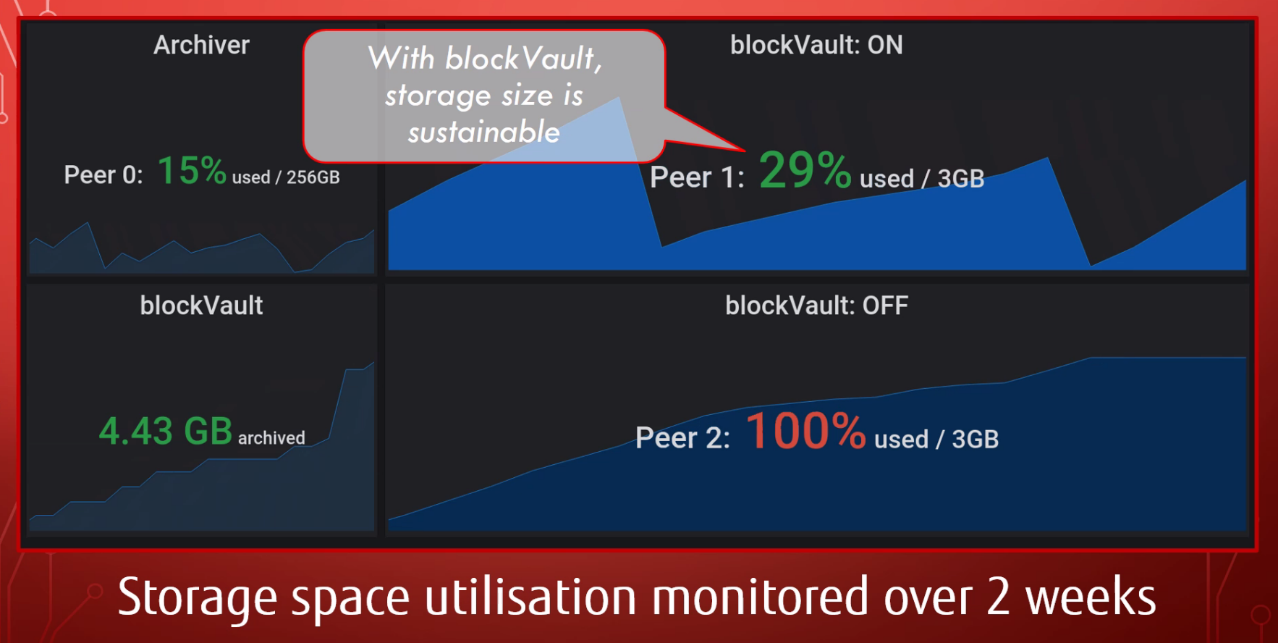 Archiver
Peer 0: 15% used / 256GB
With blockVault,
storage size is
sustainable
blockVault: ON
Peer 1: 29% used / 3GB
blockVault
4.43 GB archived
blockVault: OFF
Peer 2: 100% used / 3GB
Storage space utilisation monitored over 2 weeks